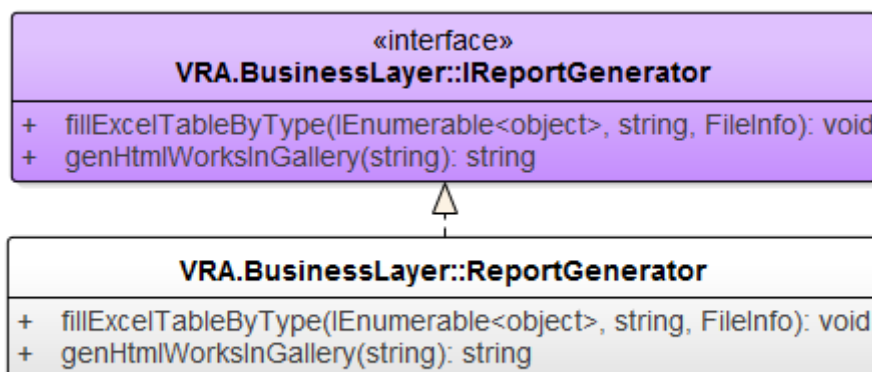 «interface»
VRA.BusinessLayer::IReportGenerator
+ fillExcelTableByType(IEnumerable<object>, string, FileInfo): void
+ genHtmlWorksInGallery(string): string
VRA.BusinessLayer::ReportGenerator
+ fillExcelTableByType(IEnumerable<object>, string, FileInfo): void
+ genHtmlWorksInGallery(string): string